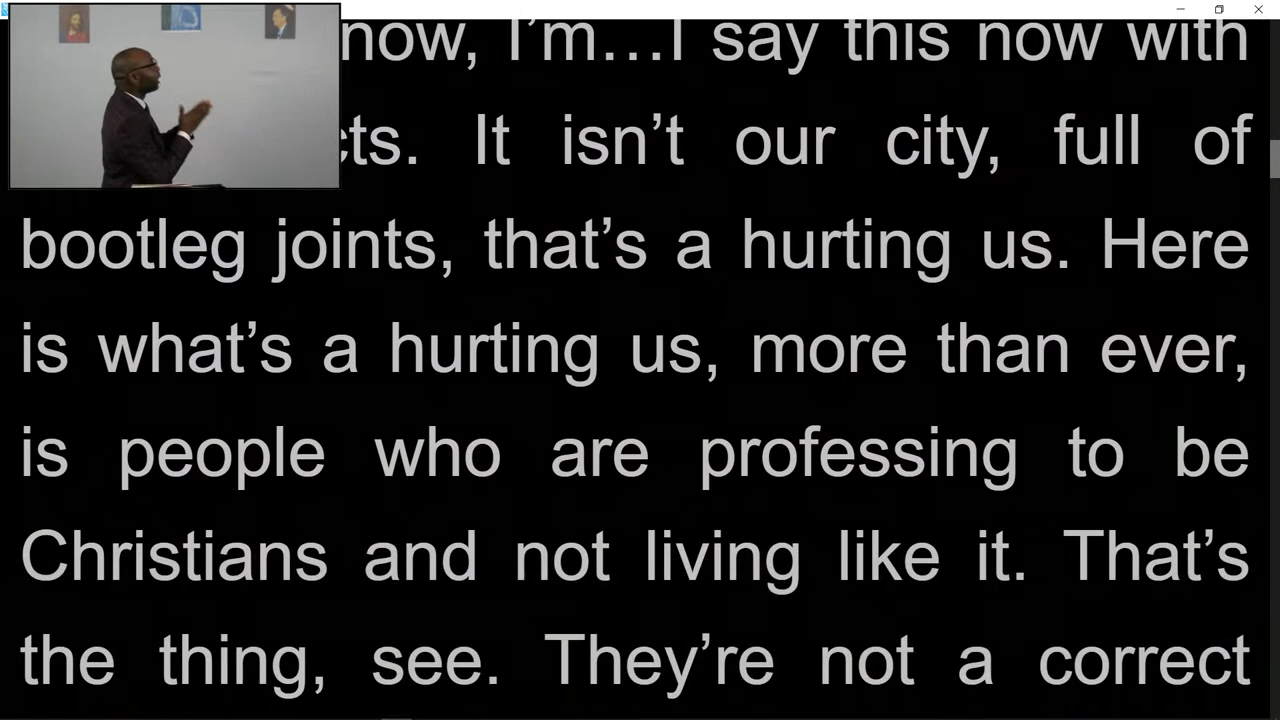 now, I’m…I say this now with
cts. It isn’t our city, full of
bootleg joints, that’s a hurting us. Here
is what’s a hurting us, more than ever,
is people who are professing to be
Christians and not living like it. That’s
the thing, see. They’re not a correct